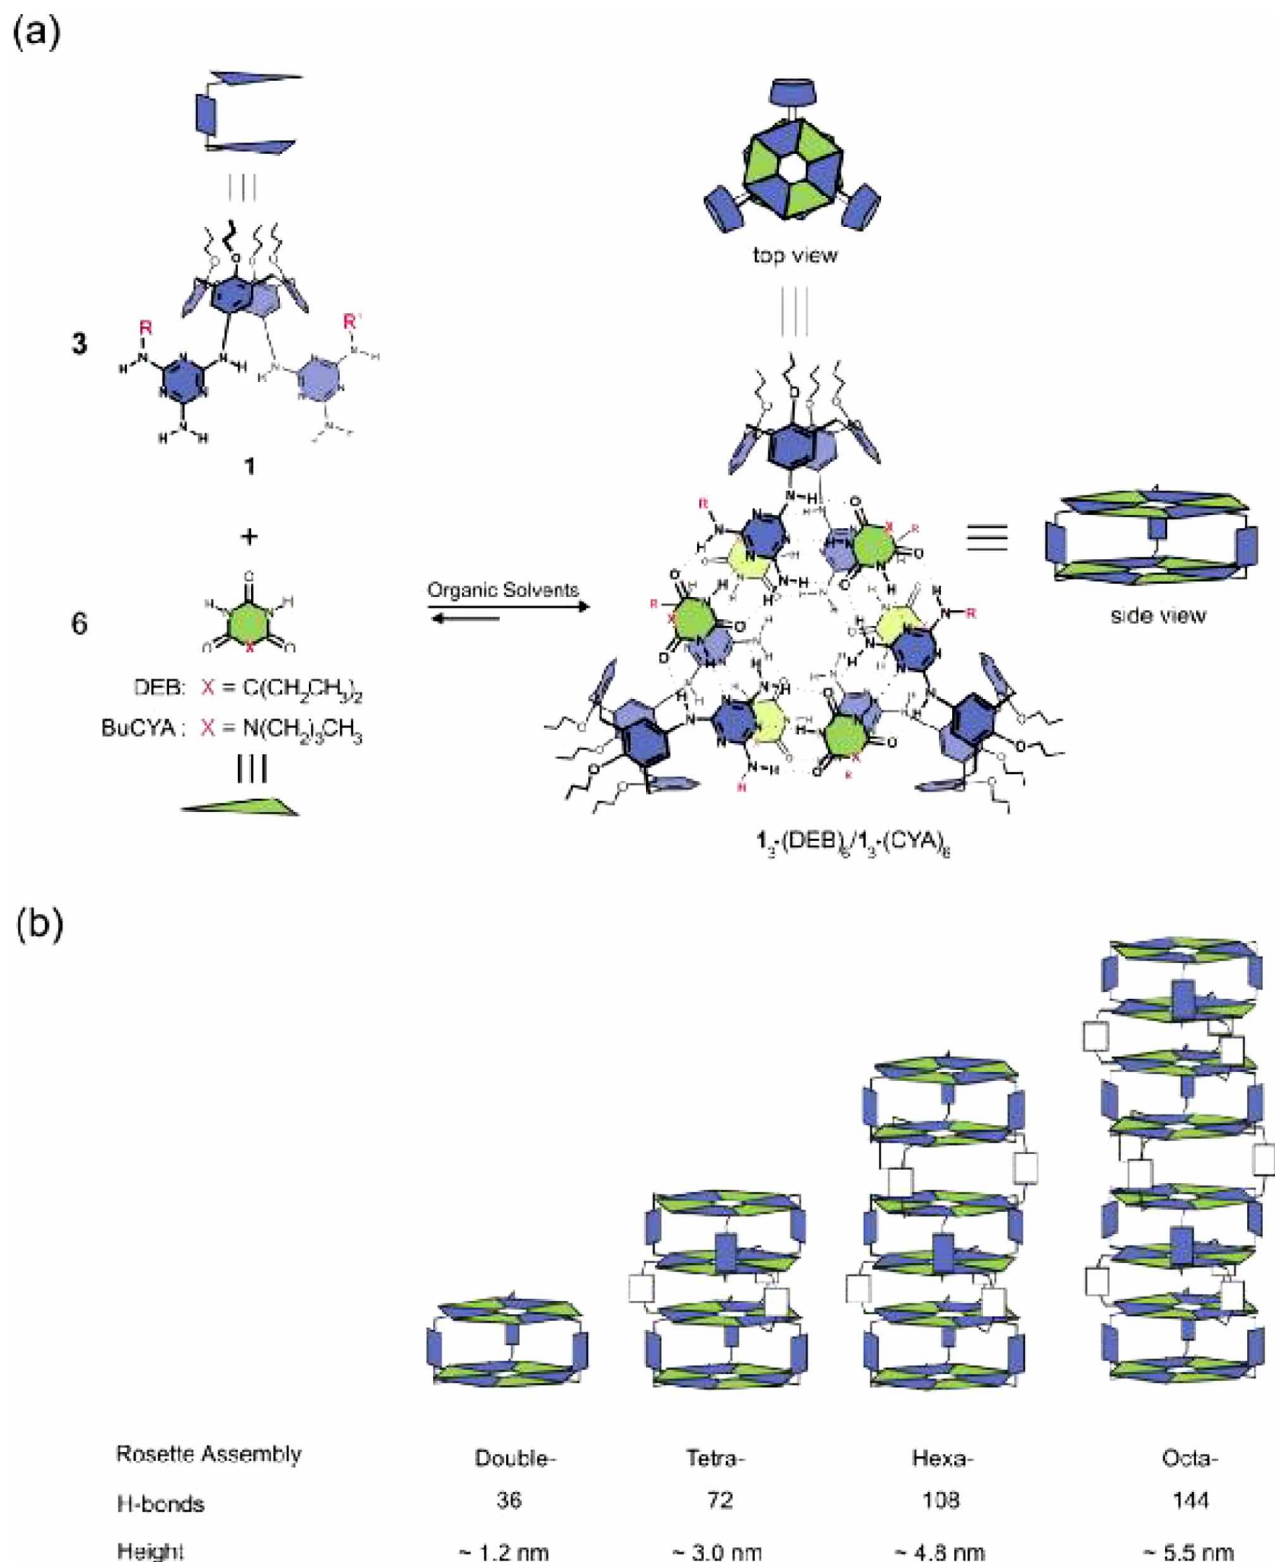 (a)
R
R'
3
1
+
6
DEB: X = C(CH2CH3)2
BuCYA : X = N(CH2)3CH3
Organic Solvents
top view
side view
13-(DEB)6/13-(CYA)6
(b)
Rosette Assembly Double- Tetra- Hexa- Octa-
H-bonds 36 72 108 144
Height ~ 1.2 nm ~ 3.0 nm ~ 4.8 nm ~ 5.5 nm